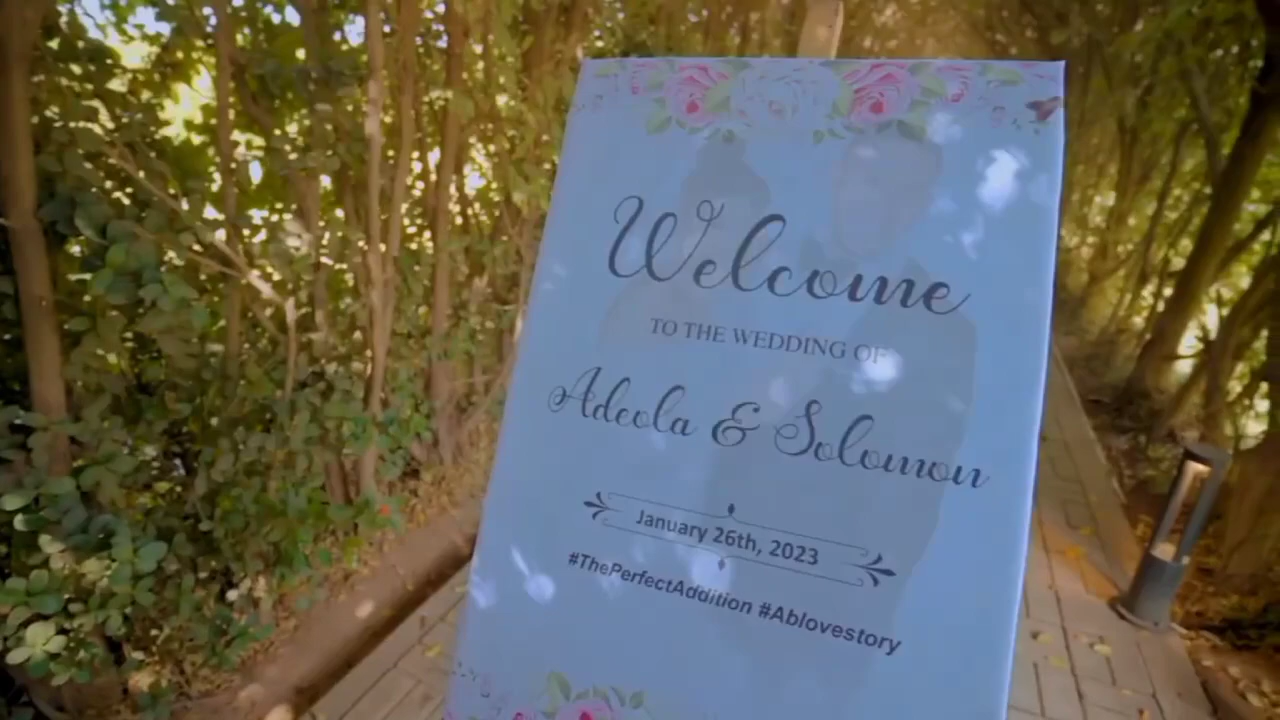 Welcome
TO THE WEDDING OF
Adeola & Solomon
January 26th, 2023
#ThePerfectAddition #Ablovestory